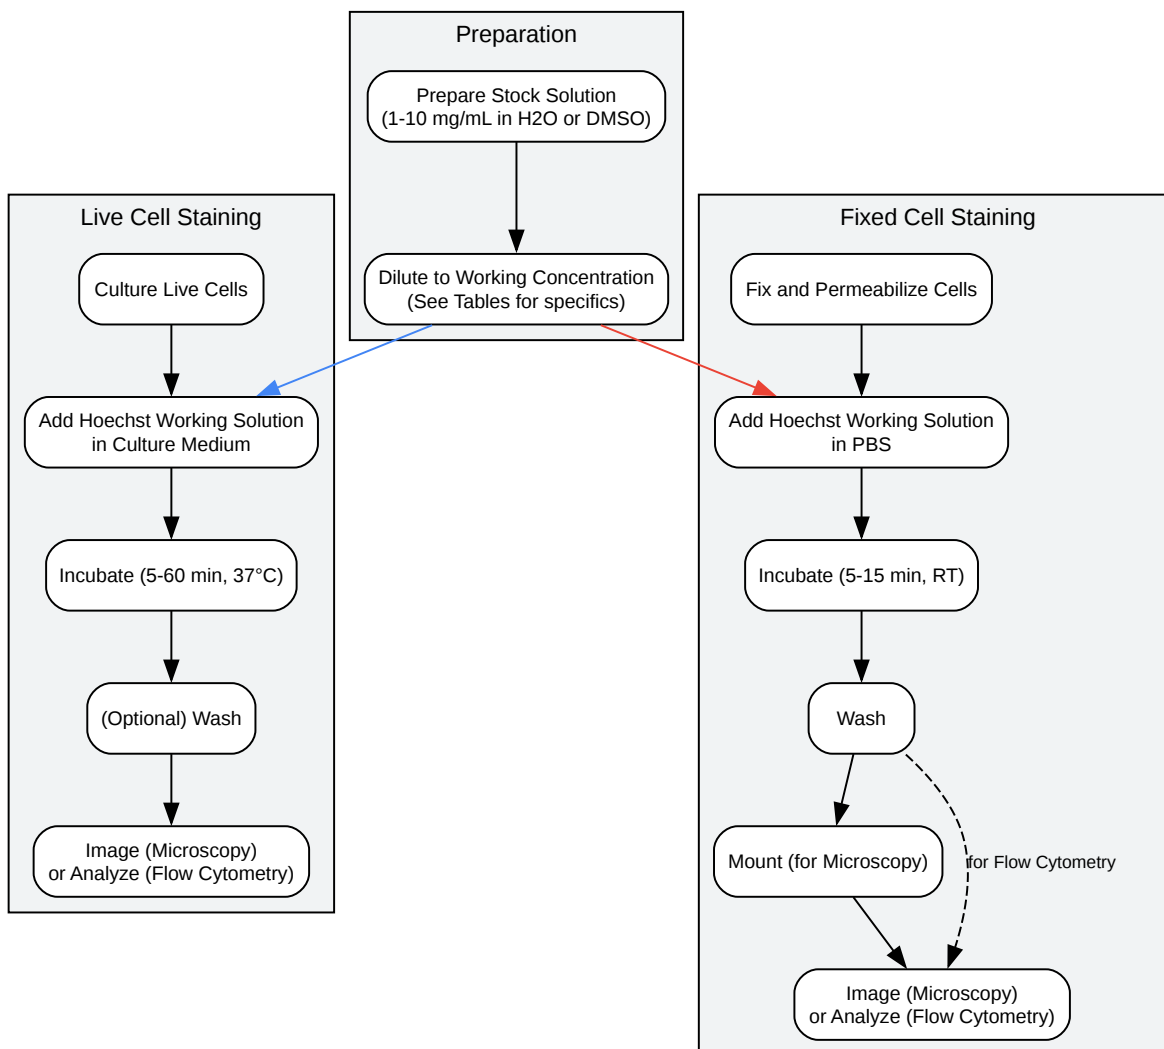 Preparation
Prepare Stock Solution
(1-10 mg/mL in H2O or DMSO)
Dilute to Working Concentration
(See Tables for specifics)
Live Cell Staining
Culture Live Cells
Add Hoechst Working Solution
in Culture Medium
Incubate (5-60 min, 37°C)
(Optional) Wash
Image (Microscopy)
or Analyze (Flow Cytometry)
Fixed Cell Staining
Fix and Permeabilize Cells
Add Hoechst Working Solution
in PBS
Incubate (5-15 min, RT)
Wash
Mount (for Microscopy)
for Flow Cytometry
Image (Microscopy)
or Analyze (Flow Cytometry)